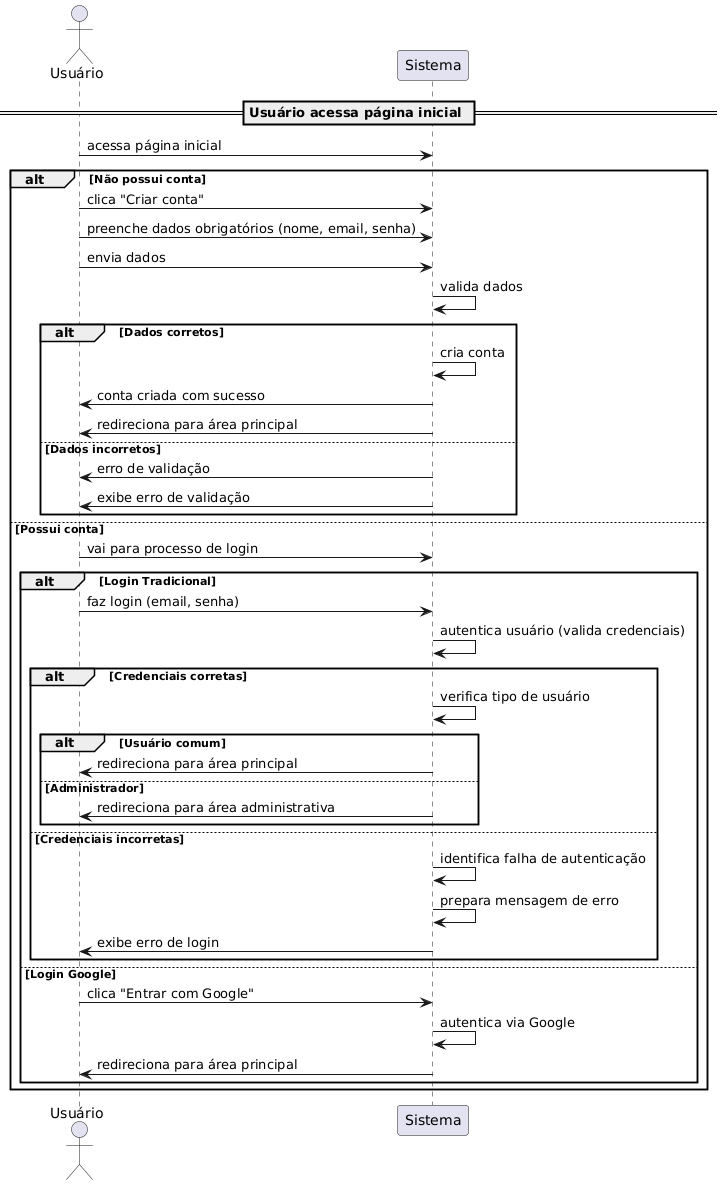 Usuário
Sistema
Usuário acessa página inicial
acessa página inicial
alt [Não possui conta]
clica "Criar conta"
preenche dados obrigatórios (nome, email, senha)
envia dados
valida dados
alt [Dados corretos]
cria conta
conta criada com sucesso
redireciona para área principal
[Dados incorretos]
erro de validação
exibe erro de validação
[Possui conta]
vai para processo de login
alt [Login Tradicional]
faz login (email, senha)
autentica usuário (valida credenciais)
alt [Credenciais corretas]
verifica tipo de usuário
alt [Usuário comum]
redireciona para área principal
[Administrador]
redireciona para área administrativa
[Credenciais incorretas]
identifica falha de autenticação
prepara mensagem de erro
exibe erro de login
[Login Google]
clica "Entrar com Google"
autentica via Google
redireciona para área principal
Usuário
Sistema